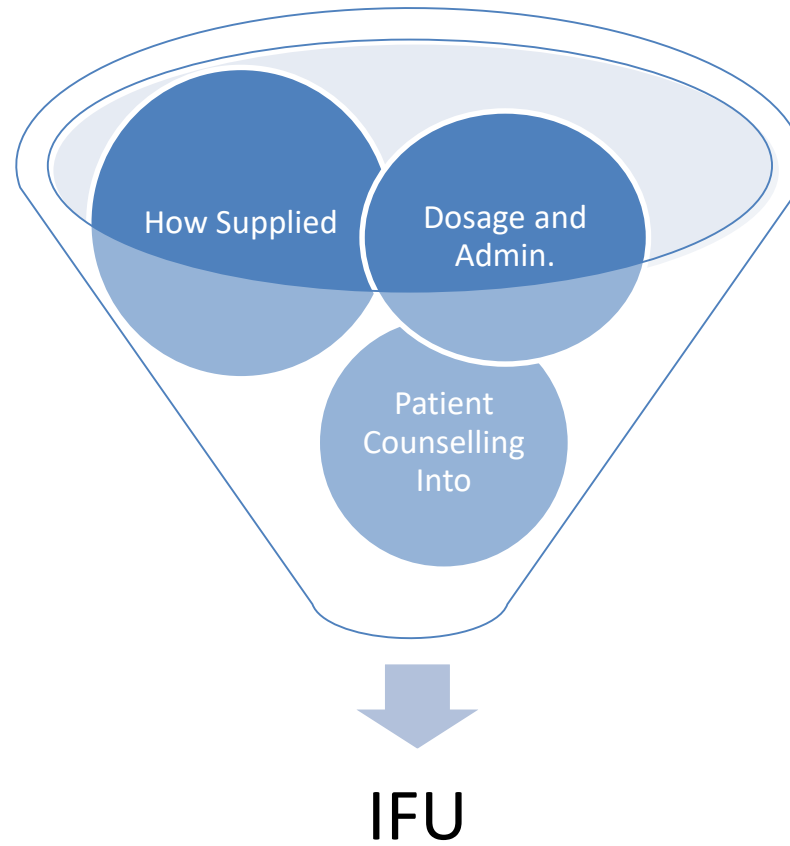 How Supplied
Dosage and
Admin.
Patient
Counselling
Into
IFU